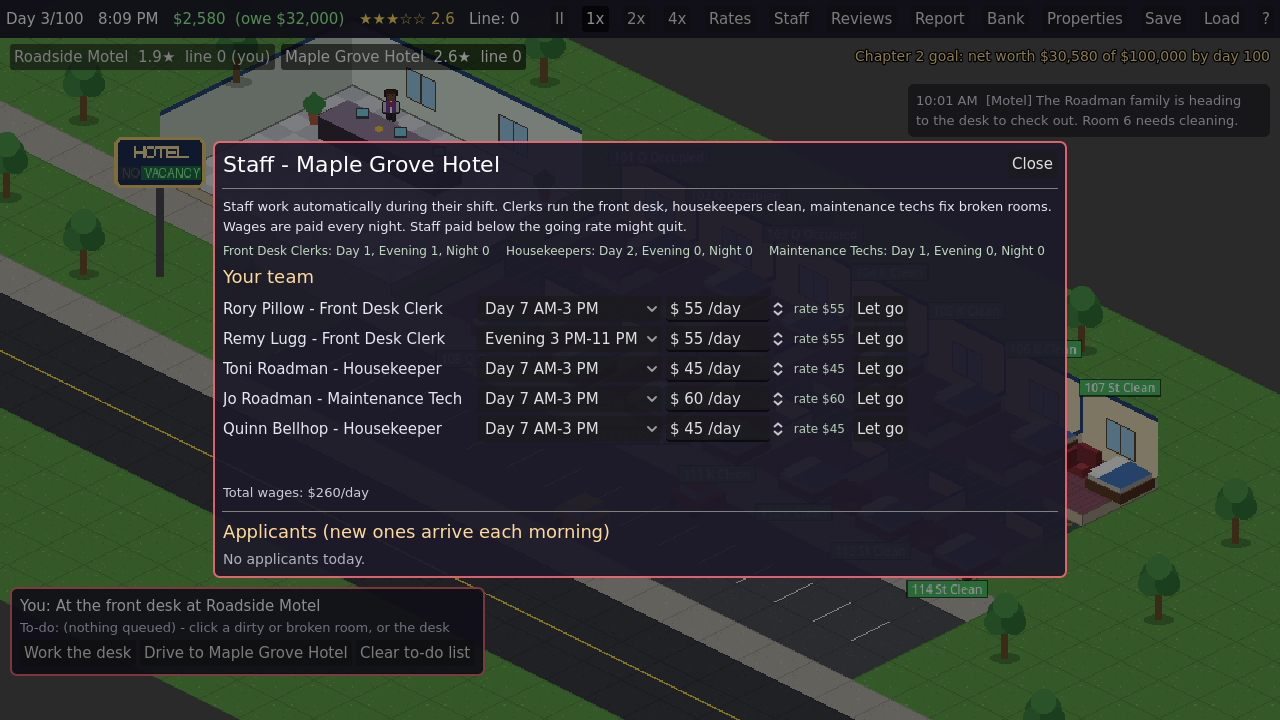 Day 3/100 8:09 PM $2,580 (owe $32,000) ★★★☆☆ 2.6 Line: 0 II 1x 2x 4x Rates Staff Reviews Report Bank Properties Save Load ?
Roadside Motel 1.9★ line 0 (you) Maple Grove Hotel 2.6★ line 0
Chapter 2 goal: net worth $30,580 of $100,000 by day 100
10:01 AM [Motel] The Roadman family is heading
to the desk to check out. Room 6 needs cleaning.
HOTEL
NO VACANCY
Staff - Maple Grove Hotel
Close
Staff work automatically during their shift. Clerks run the front desk, housekeepers clean, maintenance techs fix broken rooms.
Wages are paid every night. Staff paid below the going rate might quit.
Front Desk Clerks: Day 1, Evening 1, Night 0 Housekeepers: Day 2, Evening 0, Night 0 Maintenance Techs: Day 1, Evening 0, Night 0
Your team
Rory Pillow - Front Desk Clerk Day 7 AM-3 PM $ 55 /day rate $55 Let go
Remy Lugg - Front Desk Clerk Evening 3 PM-11 PM $ 55 /day rate $55 Let go
Toni Roadman - Housekeeper Day 7 AM-3 PM $ 45 /day rate $45 Let go
Jo Roadman - Maintenance Tech Day 7 AM-3 PM $ 60 /day rate $60 Let go
Quinn Bellhop - Housekeeper Day 7 AM-3 PM $ 45 /day rate $45 Let go
107 St Clean
Total wages: $260/day
Applicants (new ones arrive each morning)
No applicants today.
114 St Clean
You: At the front desk at Roadside Motel
To-do: (nothing queued) - click a dirty or broken room, or the desk
Work the desk Drive to Maple Grove Hotel Clear to-do list